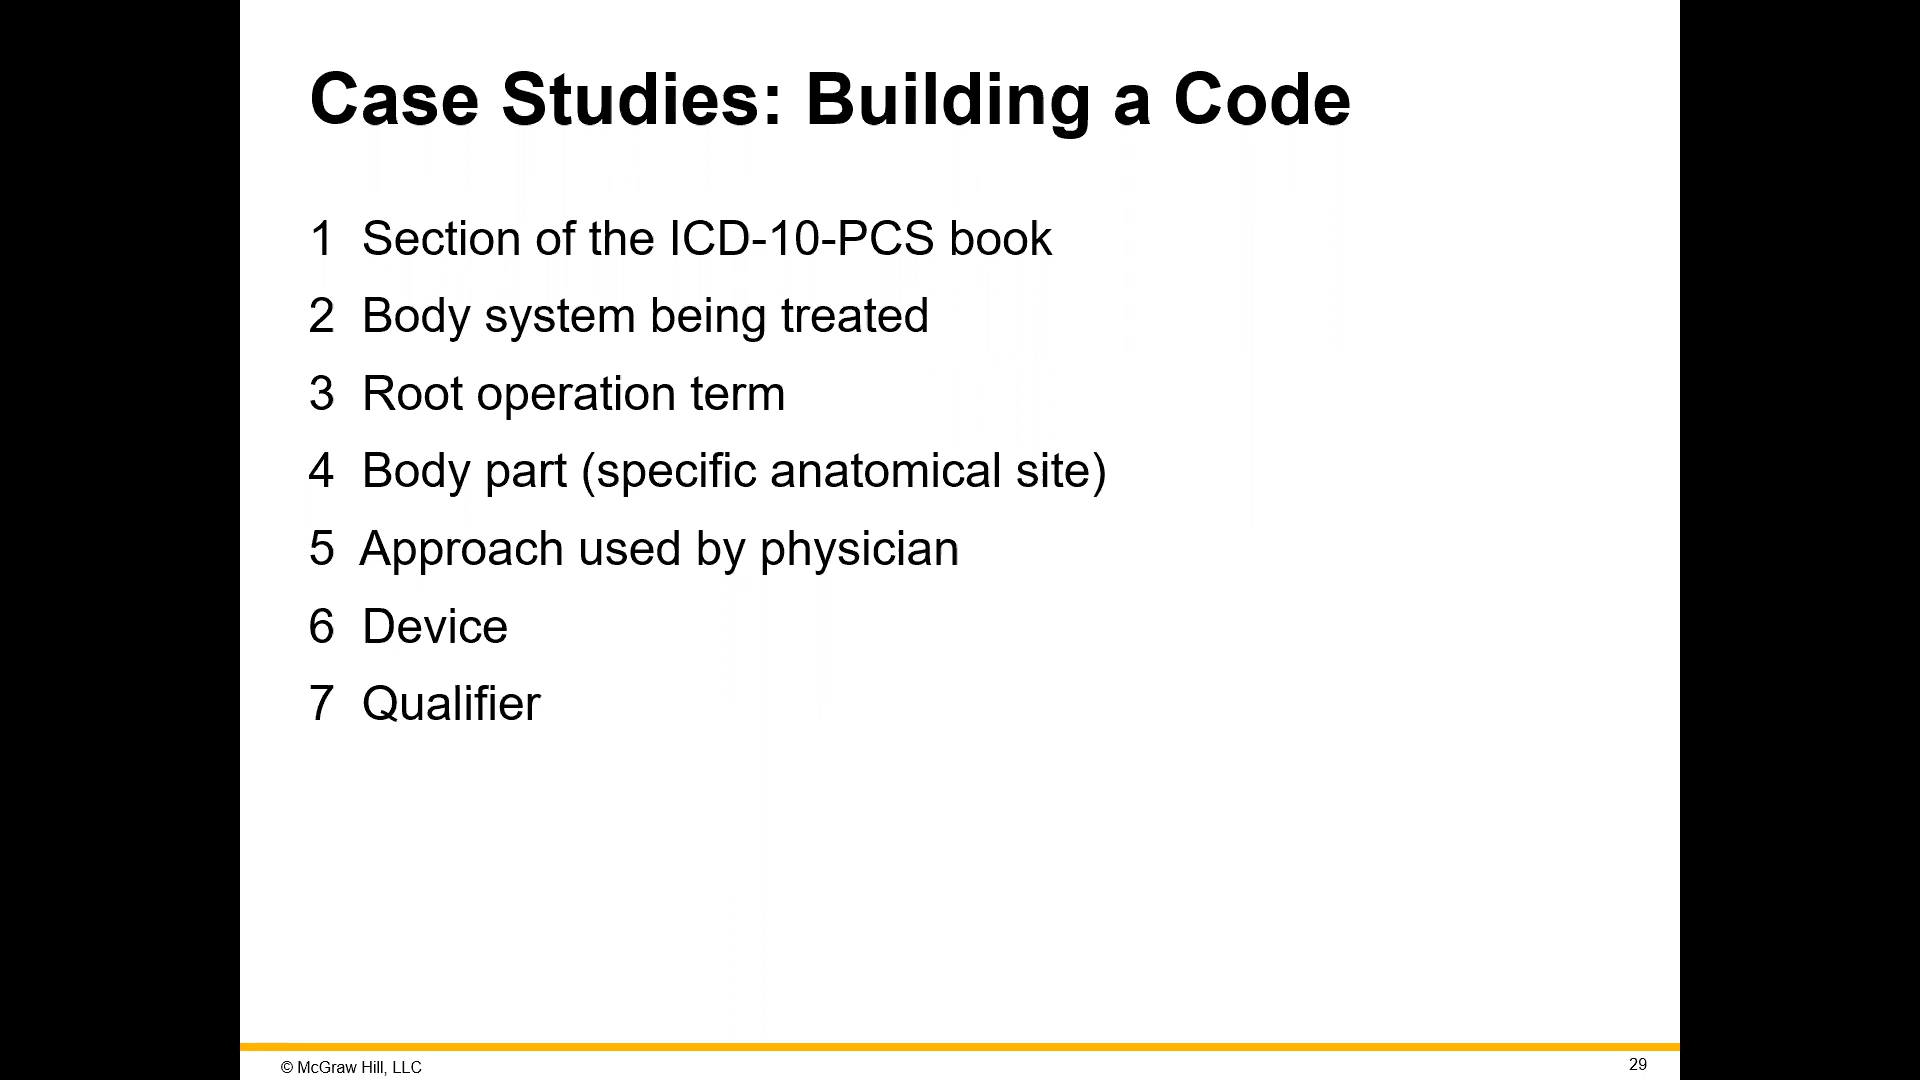 Case Studies: Building a Code
1 Section of the ICD-10-PCS book
2 Body system being treated
3 Root operation term
4 Body part (specific anatomical site)
5 Approach used by physician
6 Device
7 Qualifier
© McGraw Hill, LLC
29